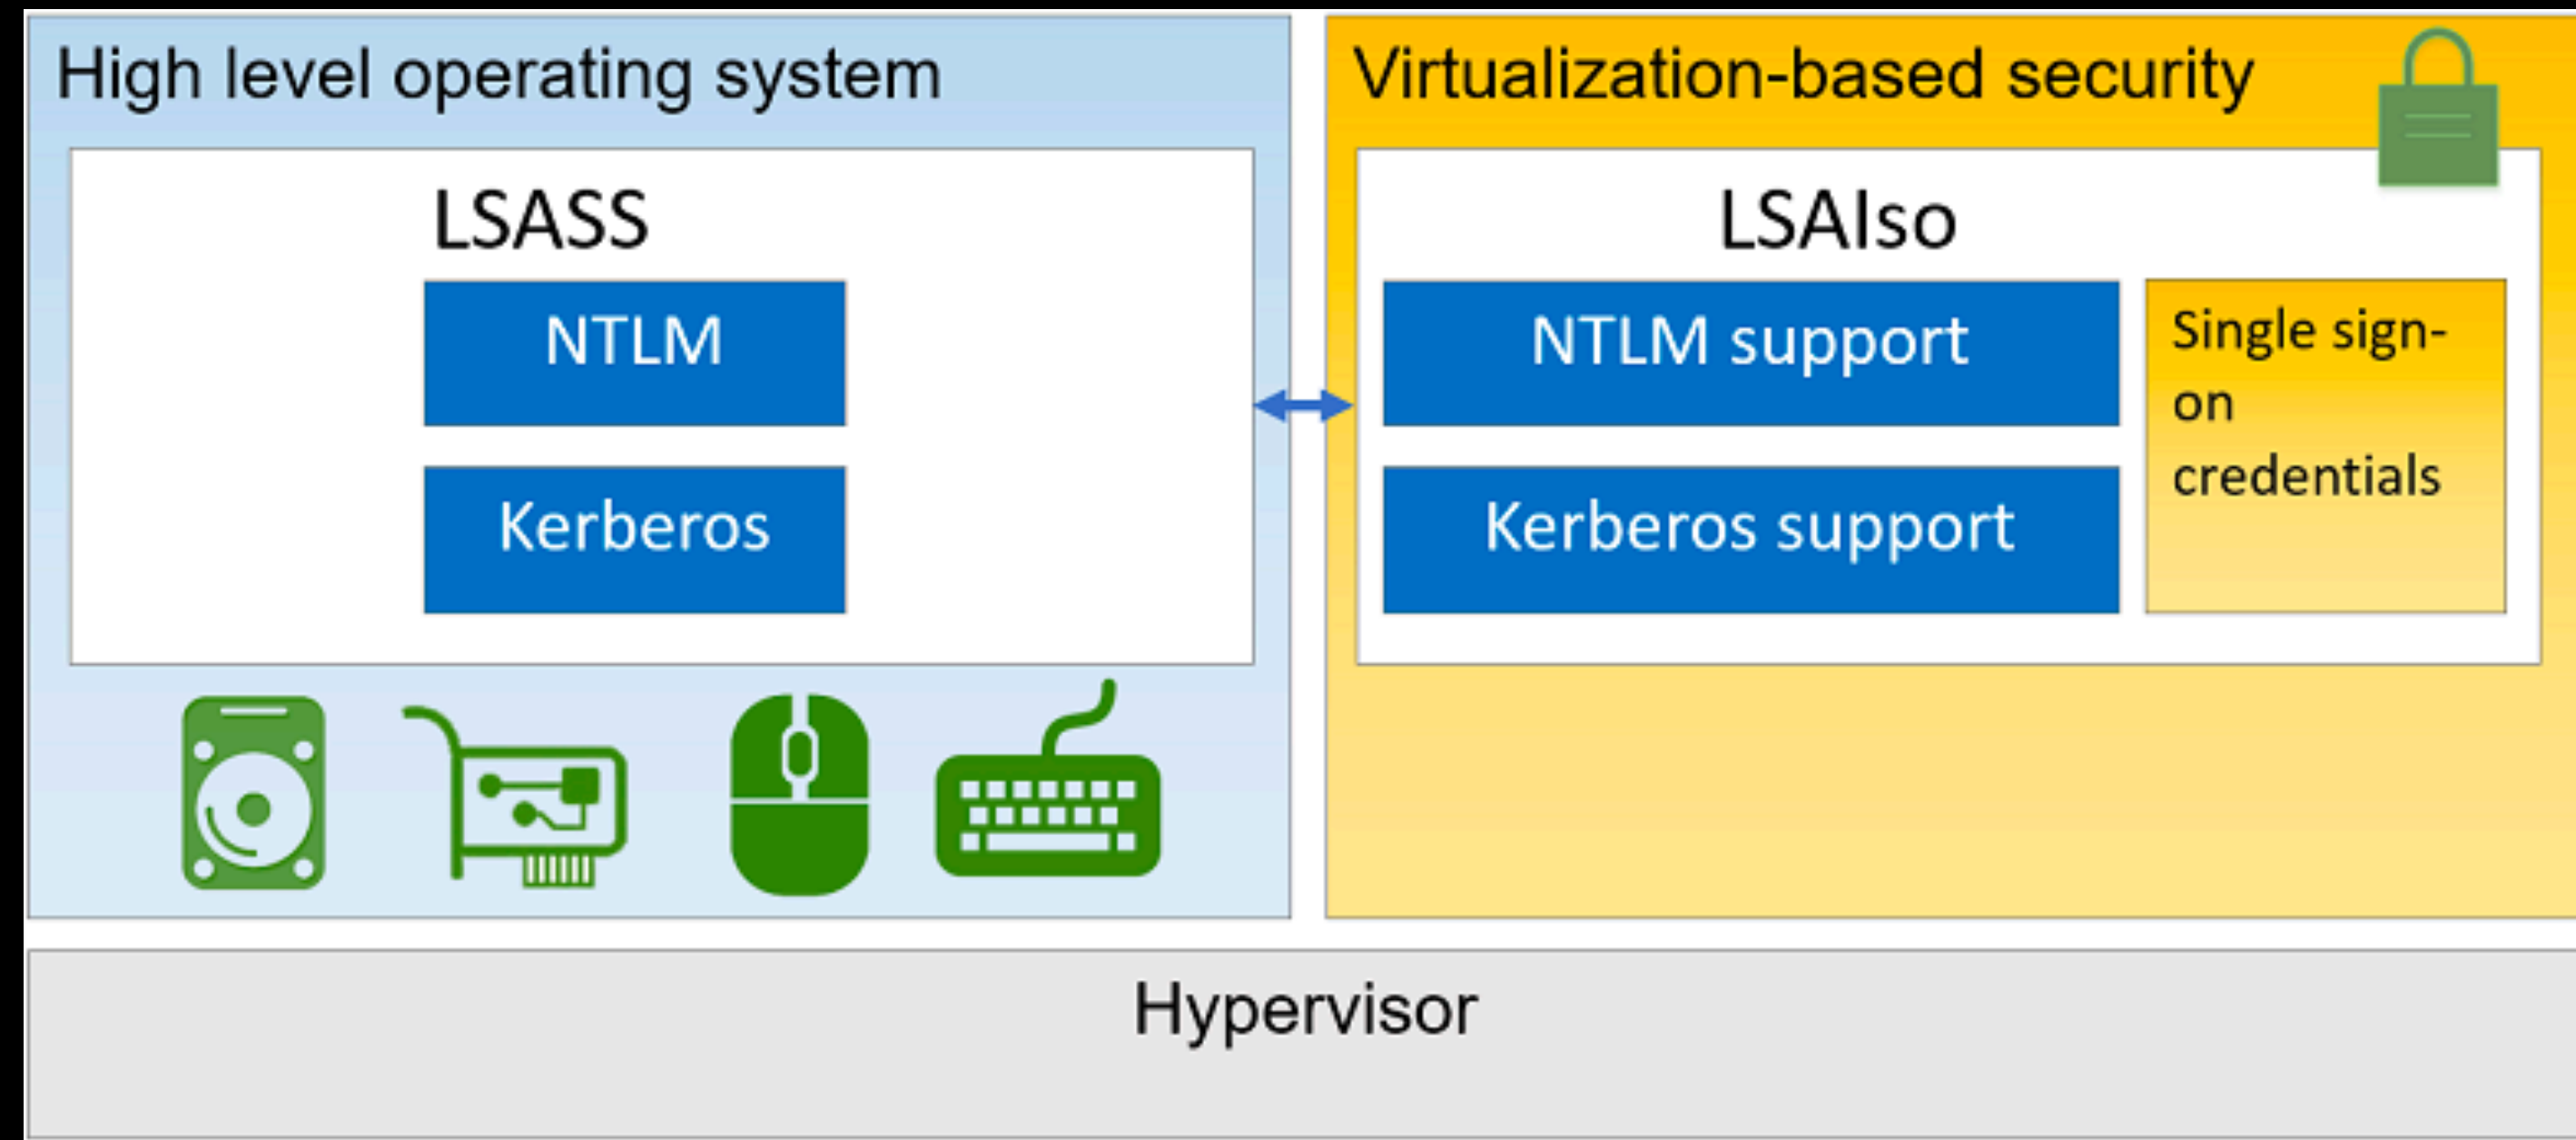 High level operating system
LSASS
NTLM
Kerberos
Virtualization-based security
LSAIso
NTLM support
Kerberos support
Single sign-
on
credentials
Hypervisor